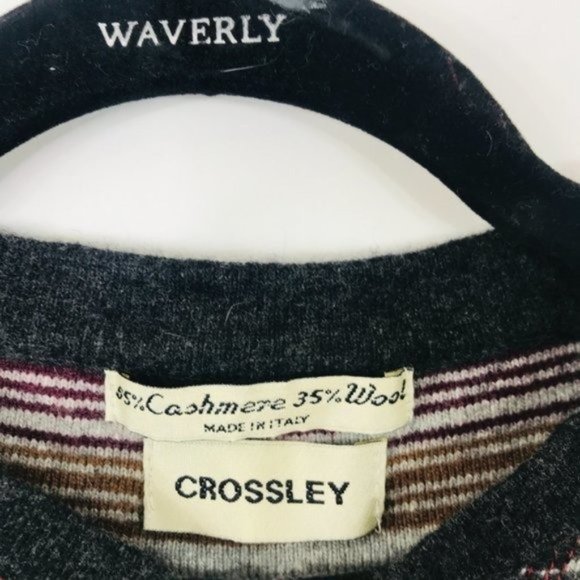 WAVERLY
65% Cashmere 35% Wool
MADE IN ITALY
CROSSLEY